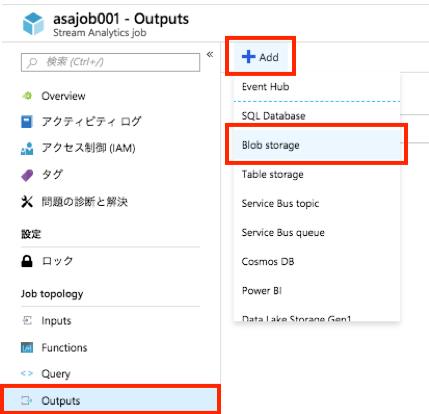 asajob001 - Outputs
Stream Analytics job
検索 (Ctrl+/)
«
Overview
アクティビティ ログ
アクセス制御 (IAM)
タグ
問題の診断と解決
設定
ロック
Job topology
Inputs
Functions
Query
Outputs
+ Add
Event Hub
SQL Database
Blob storage
Table storage
Service Bus topic
Service Bus queue
Cosmos DB
Power BI
Data Lake Storage Gen1